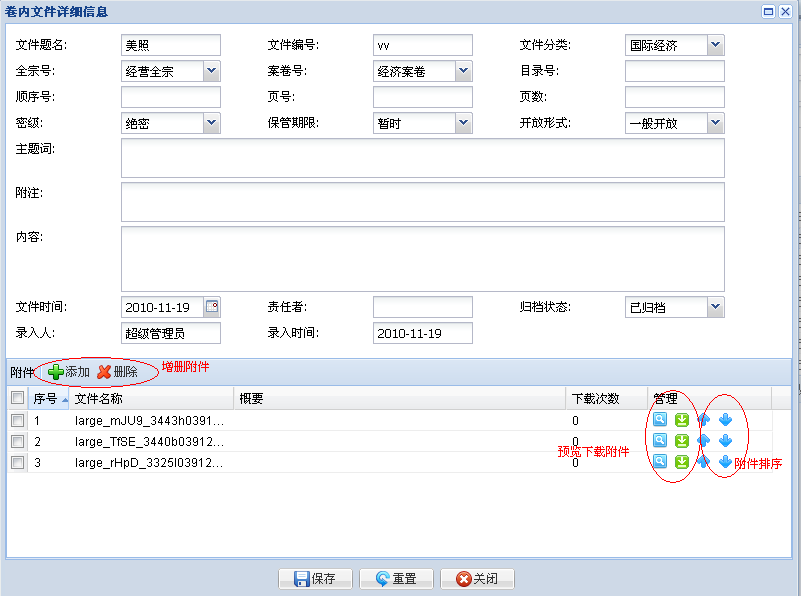 卷内文件详细信息
文件题名: 美照 文件编号: vv 文件分类: 国际经济
全宗号: 经营全宗 案卷号: 经济案卷 目录号:
顺序号: 页号: 页数:
密级: 绝密 保管期限: 暂时 开放形式: 一般开放
主题词:
附注:
内容:
文件时间: 2010-11-19 责任者: 归档状态: 已归档
录入人: 超级管理员 录入时间: 2010-11-19
附件 添加 删除 增删附件
序号 文件名称 概要 下载次数 管理
1 large_mJU9_3443h0391... 0
2 large_TfSE_3440b03912... 0
预览下载附件
3 large_rHpD_3325l03912... 0 附件排序
保存 重置 关闭